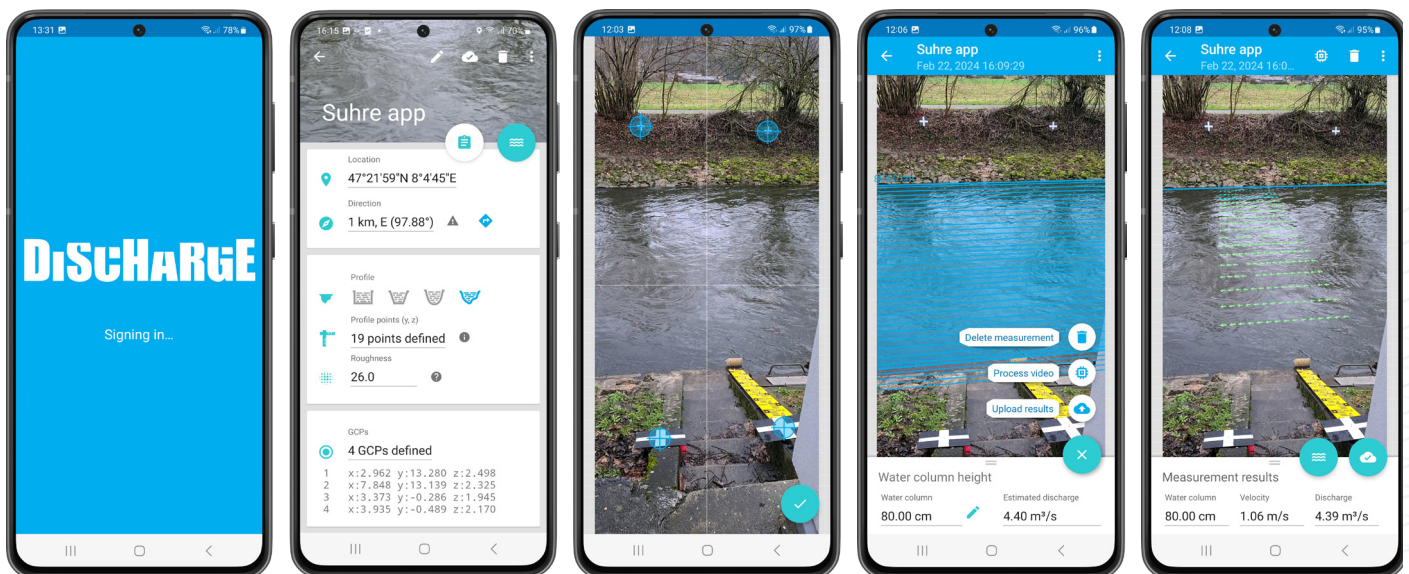 13:31
78%
DiSCHARGE
Signing in...
16:15
70%
Suhre app
Location
47°21'59"N 8°4'45"E
Direction
1 km, E (97.88°)
Profile
Profile points (y, z)
19 points defined
Roughness
26.0
GCPs
4 GCPs defined
1 x:2.962 y:13.280 z:2.498
2 x:7.848 y:13.139 z:2.325
3 x:3.373 y:-0.286 z:1.945
4 x:3.935 y:-0.489 z:2.170
12:03
97%
12:06
96%
Suhre app
Feb 22, 2024 16:09:29
Delete measurement
Process video
Upload results
Water column height
Water column
Estimated discharge
80.00 cm
4.40 m³/s
12:08
95%
Suhre app
Feb 22, 2024 16:0...
Measurement results
Water column
Velocity
Discharge
80.00 cm
1.06 m/s
4.39 m³/s